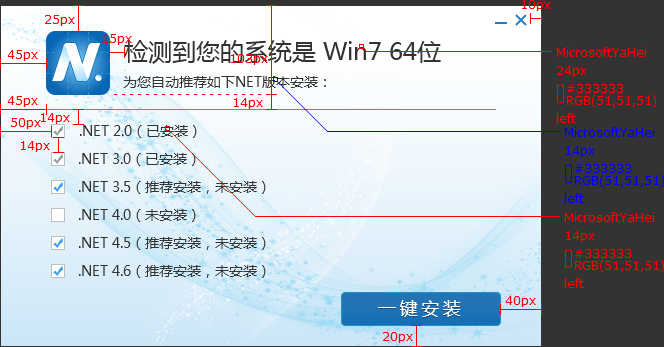 25px
10px
45px
N.
25px
检测到您的系统是 Win7 64位
MicrosoftYaHei
24px
#333333
RGB(51,51,51)
left
为您自动推荐如下NET版本安装：
14px
45px
14px
50px
.NET 2.0（已安装）
MicrosoftYaHei
14px
#333333
RGB(51,51,51)
left
14px
.NET 3.0（已安装）
.NET 3.5（推荐安装，未安装）
.NET 4.0（未安装）
MicrosoftYaHei
14px
#333333
RGB(51,51,51)
left
.NET 4.5（推荐安装，未安装）
.NET 4.6（推荐安装，未安装）
一键安装
40px
20px